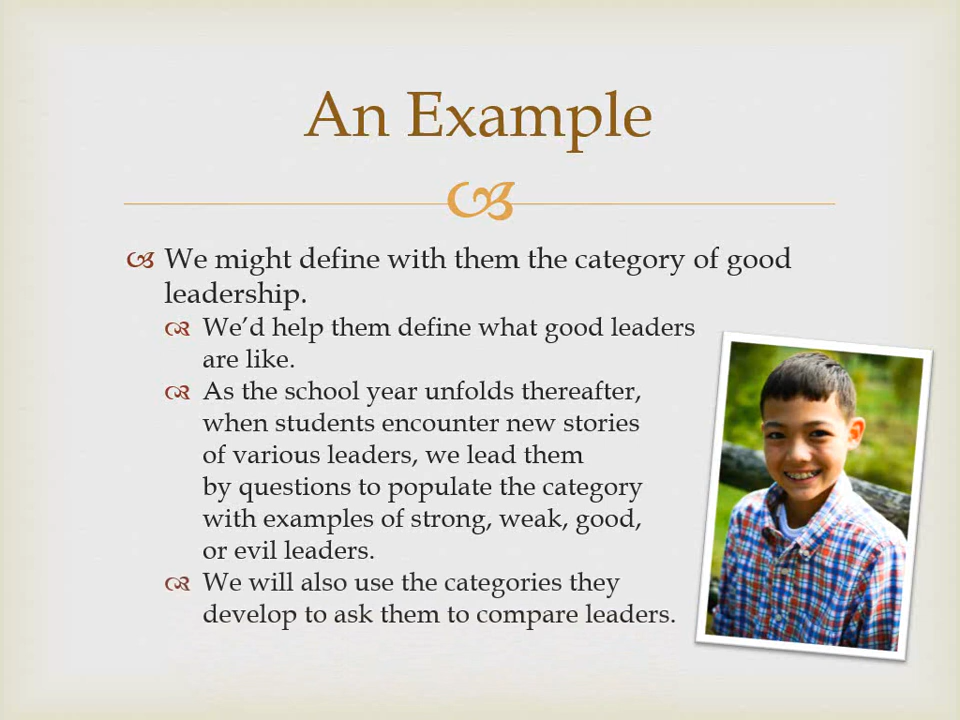 An Example
We might define with them the category of good
leadership.
We’d help them define what good leaders
are like.
As the school year unfolds thereafter,
when students encounter new stories
of various leaders, we lead them
by questions to populate the category
with examples of strong, weak, good,
or evil leaders.
We will also use the categories they
develop to ask them to compare leaders.